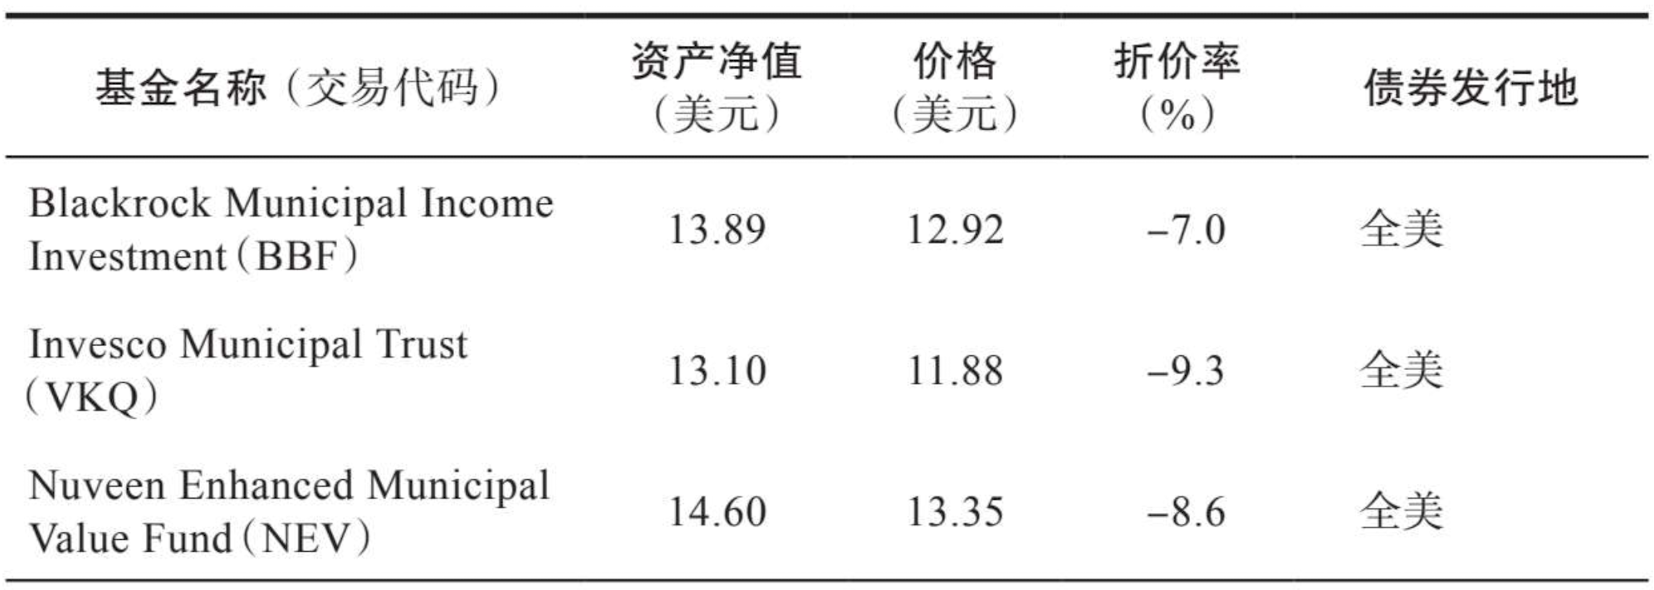 基金名称（交易代码） 资产净值（美元） 价格（美元） 折价率（%） 债券发行地
Blackrock Municipal Income
Investment（BBF） 13.89 12.92 –7.0 全美
Invesco Municipal Trust
（VKQ） 13.10 11.88 –9.3 全美
Nuveen Enhanced Municipal
Value Fund（NEV） 14.60 13.35 –8.6 全美